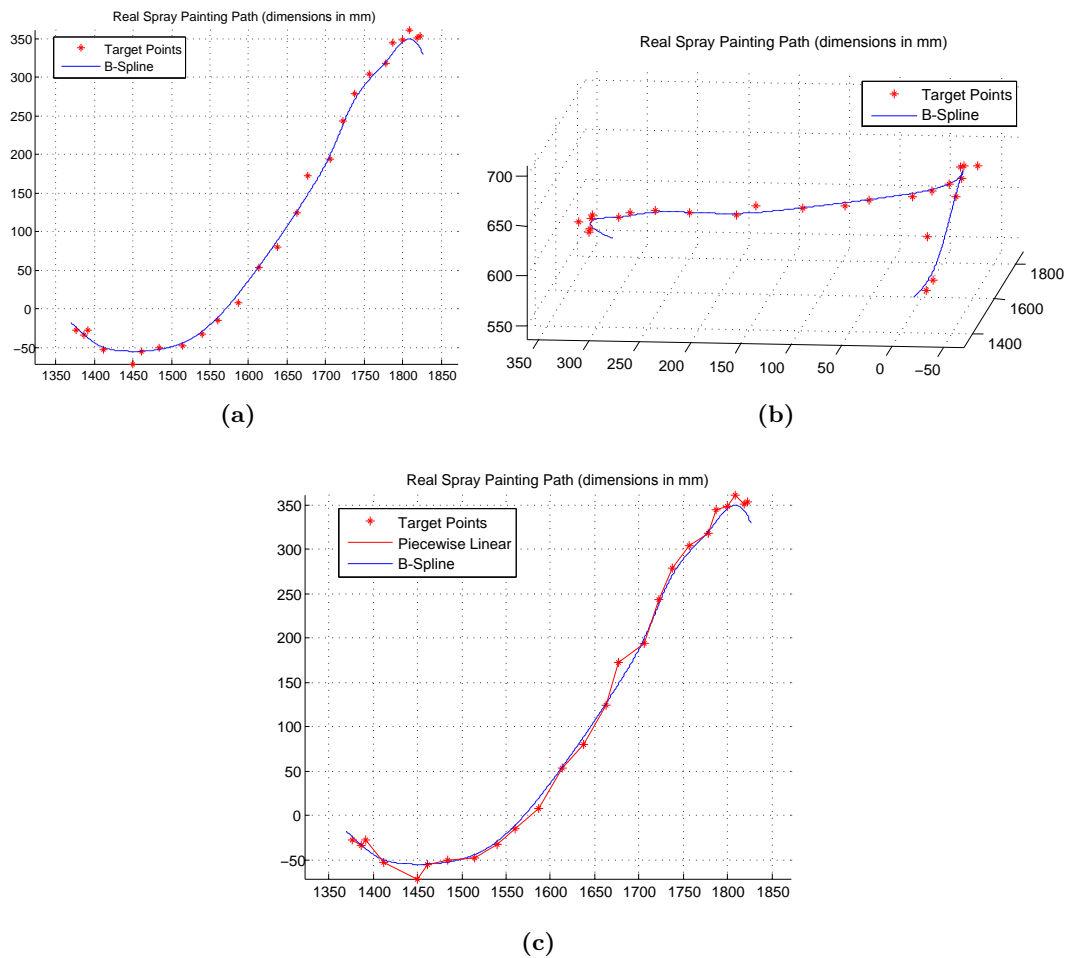 Real Spray Painting Path (dimensions in mm)
Target Points
B-Spline
350
300
250
200
150
100
50
0
−50
1350 1400 1450 1500 1550 1600 1650 1700 1750 1800 1850
(a)
Real Spray Painting Path (dimensions in mm)
Target Points
B-Spline
700
650
600
550
350 300 250 200 150 100 50 0 −50
1800
1600
1400
(b)
Real Spray Painting Path (dimensions in mm)
Target Points
Piecewise Linear
B-Spline
350
300
250
200
150
100
50
0
−50
1350 1400 1450 1500 1550 1600 1650 1700 1750 1800 1850
(c)